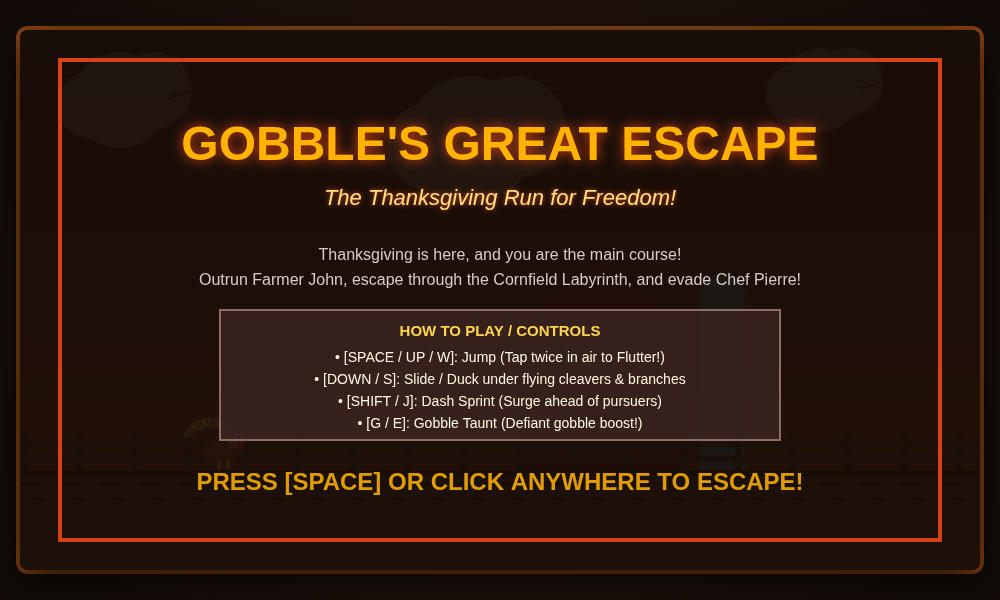 GOBBLE'S GREAT ESCAPE
The Thanksgiving Run for Freedom!
Thanksgiving is here, and you are the main course!
Outrun Farmer John, escape through the Cornfield Labyrinth, and evade Chef Pierre!
HOW TO PLAY / CONTROLS
• [SPACE / UP / W]: Jump (Tap twice in air to Flutter!)
• [DOWN / S]: Slide / Duck under flying cleavers & branches
• [SHIFT / J]: Dash Sprint (Surge ahead of pursuers)
• [G / E]: Gobble Taunt (Defiant gobble boost!)
PRESS [SPACE] OR CLICK ANYWHERE TO ESCAPE!